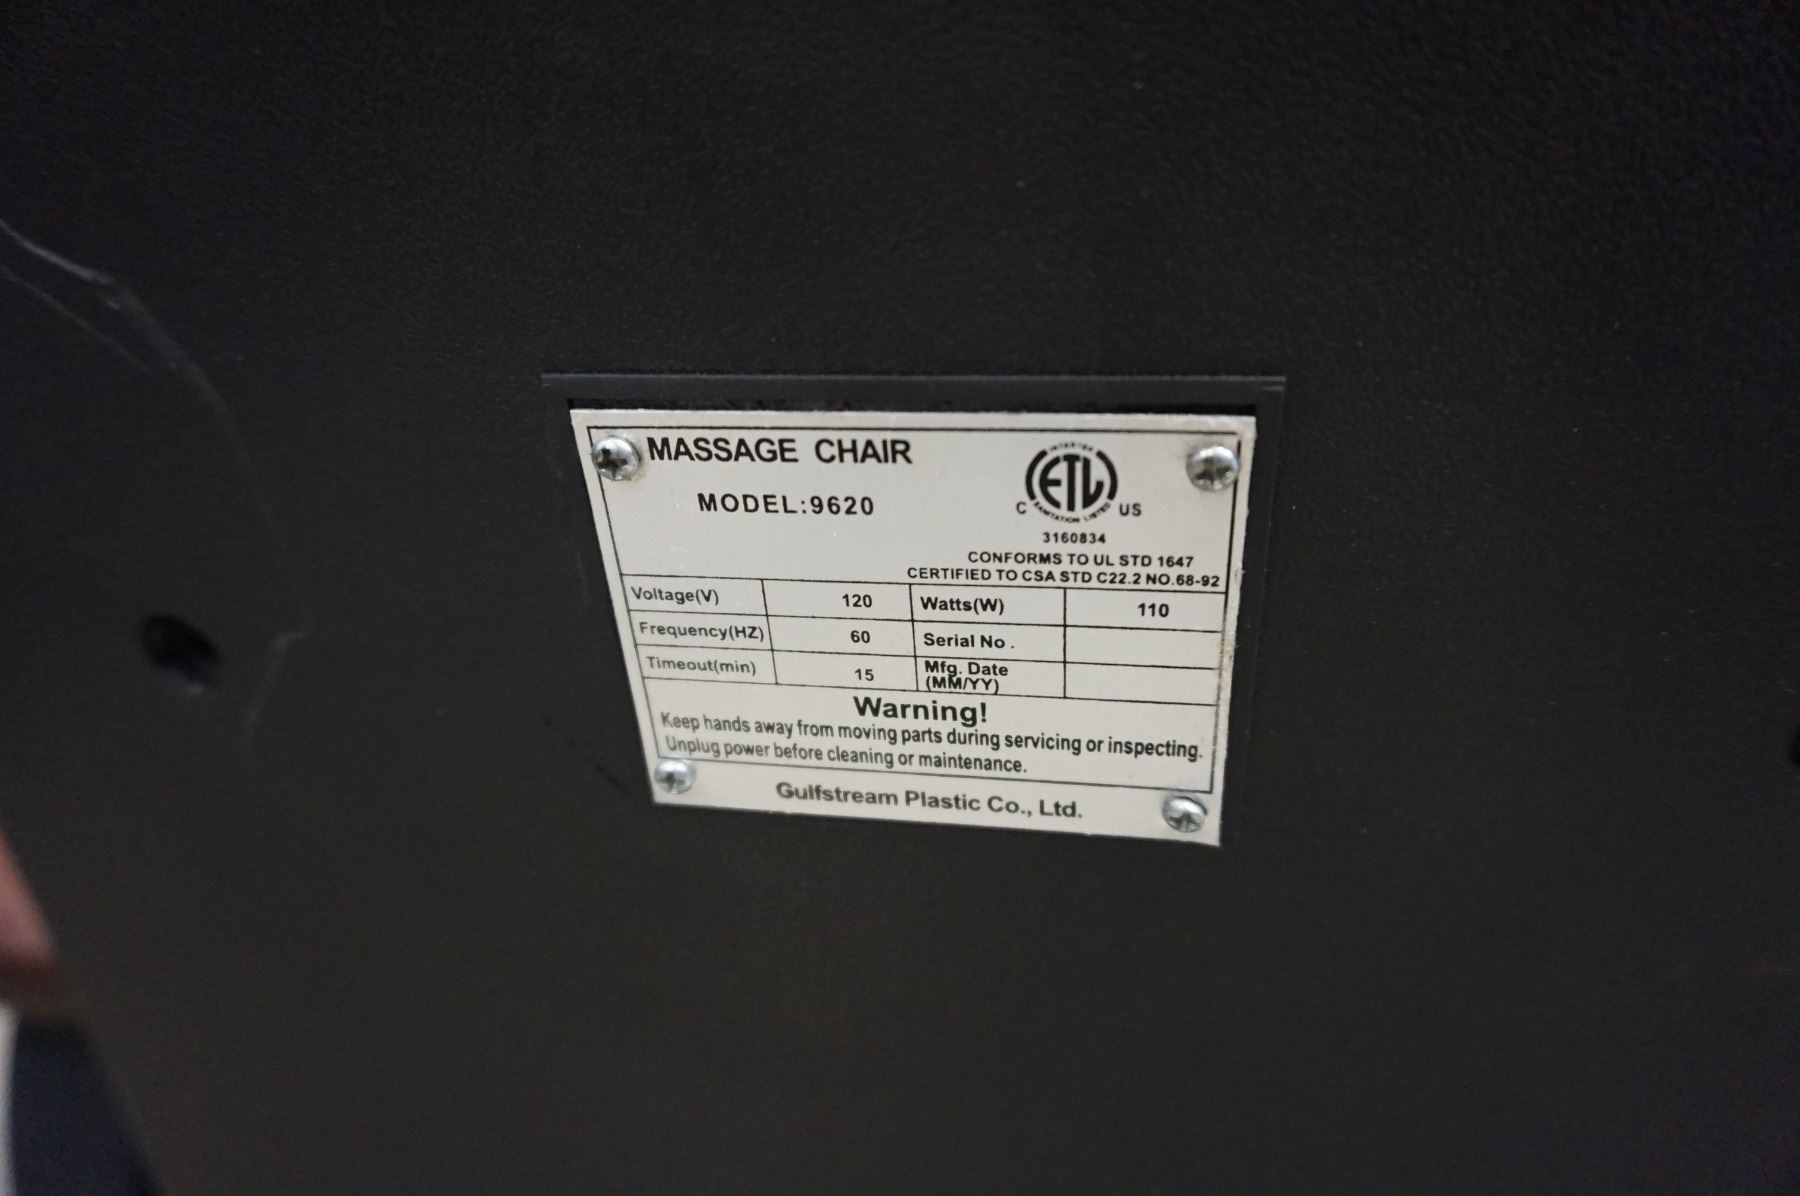 MASSAGE CHAIR
MODEL:9620
INTERTEK
ETL
SANITATION LISTED
C US
3160834
CONFORMS TO UL STD 1647
CERTIFIED TO CSA STD C22.2 NO.68-92
Voltage(V) 120 Watts(W) 110
Frequency(HZ) 60 Serial No .
Timeout(min) 15 Mfg. Date
(MM/YY)
Warning!
Keep hands away from moving parts during servicing or inspecting.
Unplug power before cleaning or maintenance.
Gulfstream Plastic Co., Ltd.